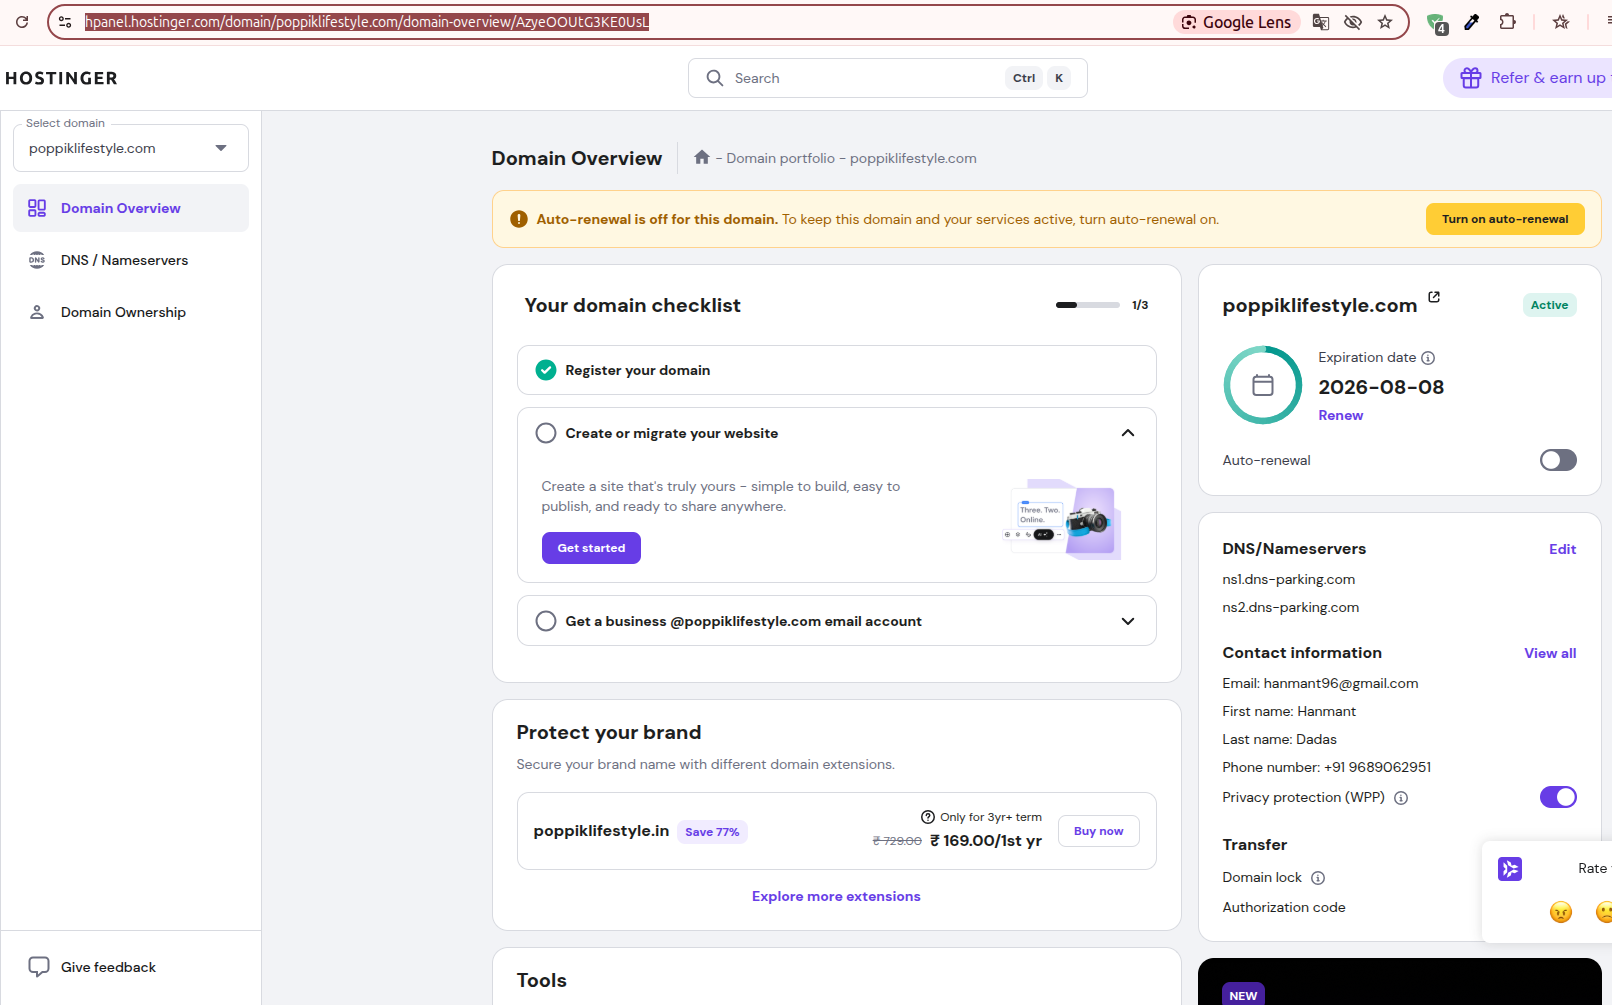 hpanel.hostinger.com/domain/poppiklifestyle.com/domain-overview/AzyeOOUtG3KE0UsL
Google Lens
4
HOSTINGER
Search
Ctrl
K
Refer & earn up
Select domain
poppiklifestyle.com
Domain Overview
DNS / Nameservers
Domain Ownership
Give feedback
Domain Overview
– Domain portfolio – poppiklifestyle.com
Auto-renewal is off for this domain. To keep this domain and your services active, turn auto-renewal on.
Turn on auto-renewal
Your domain checklist
1/3
Register your domain
Create or migrate your website
Create a site that's truly yours – simple to build, easy to
publish, and ready to share anywhere.
Three. Two.
Online.
Get started
Get a business @poppiklifestyle.com email account
Protect your brand
Secure your brand name with different domain extensions.
poppiklifestyle.in
Save 77%
Only for 3yr+ term
₹ 729.00 ₹ 169.00/1st yr
Buy now
Explore more extensions
Tools
poppiklifestyle.com
Active
Expiration date
2026-08-08
Renew
Auto-renewal
DNS/Nameservers
Edit
ns1.dns-parking.com
ns2.dns-parking.com
Contact information
View all
Email: hanmant96@gmail.com
First name: Hanmant
Last name: Dadas
Phone number: +91 9689062951
Privacy protection (WPP)
Transfer
Domain lock
Authorization code
Rate
NEW